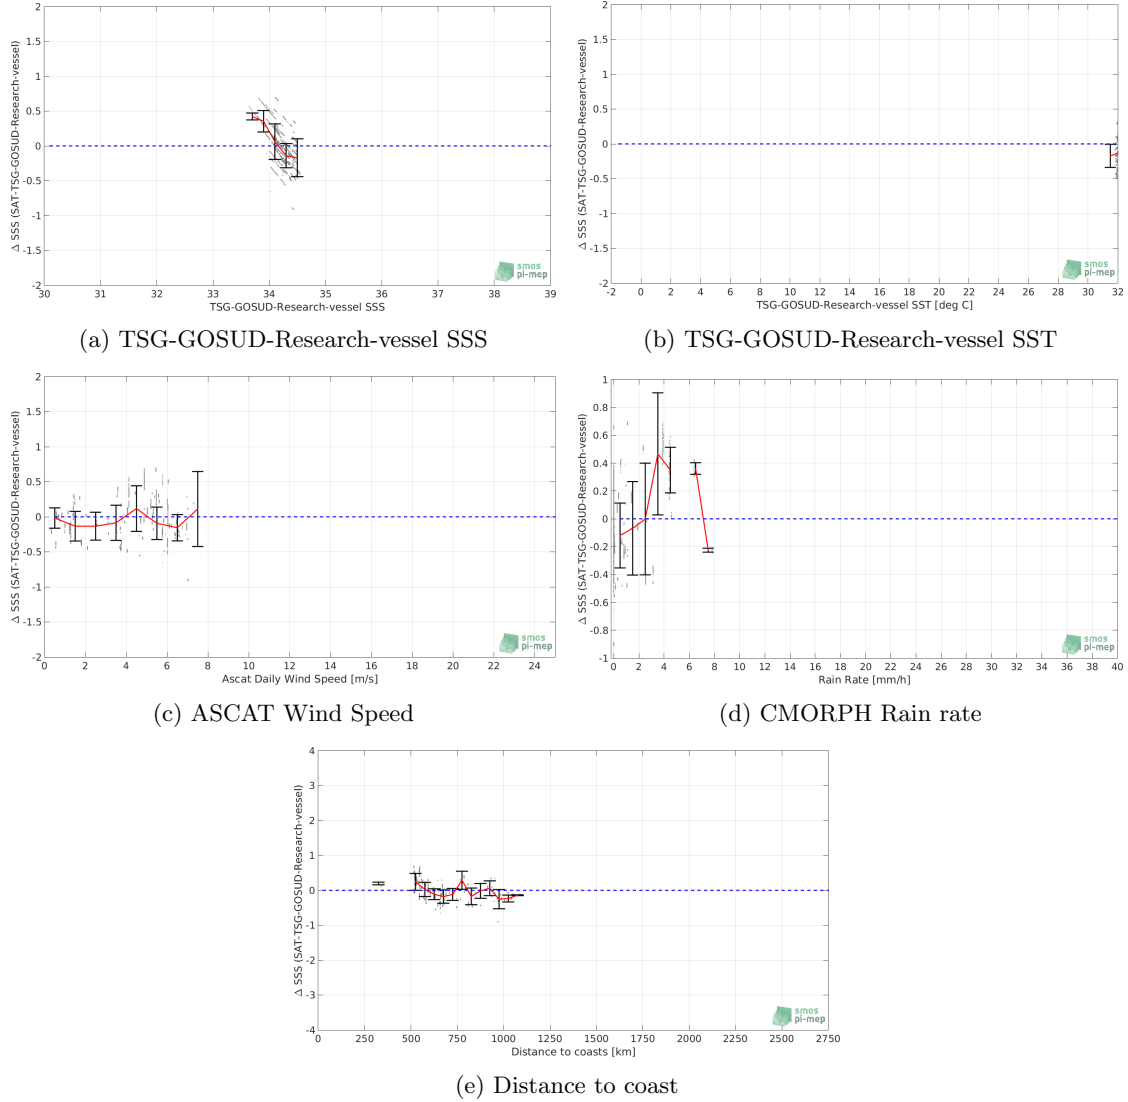 2
1.5
1
0.5
0
-0.5
-1
-1.5
-2
Δ SSS (SAT-TSG-GOSUD-Research-vessel)
30 31 32 33 34 35 36 37 38 39
TSG-GOSUD-Research-vessel SSS
smos
pi-mep
(a) TSG-GOSUD-Research-vessel SSS
2
1.5
1
0.5
0
-0.5
-1
-1.5
-2
Δ SSS (SAT-TSG-GOSUD-Research-vessel)
-2 0 2 4 6 8 10 12 14 16 18 20 22 24 26 28 30 32
TSG-GOSUD-Research-vessel SST [deg C]
smos
pi-mep
(b) TSG-GOSUD-Research-vessel SST
2
1.5
1
0.5
0
-0.5
-1
-1.5
-2
Δ SSS (SAT-TSG-GOSUD-Research-vessel)
0 2 4 6 8 10 12 14 16 18 20 22 24
Ascat Daily Wind Speed [m/s]
smos
pi-mep
(c) ASCAT Wind Speed
1
0.8
0.6
0.4
0.2
0
-0.2
-0.4
-0.6
-0.8
-1
Δ SSS (SAT-TSG-GOSUD-Research-vessel)
0 2 4 6 8 10 12 14 16 18 20 22 24 26 28 30 32 34 36 38 40
Rain Rate [mm/h]
smos
pi-mep
(d) CMORPH Rain rate
4
3
2
1
0
-1
-2
-3
-4
Δ SSS (SAT-TSG-GOSUD-Research-vessel)
0 250 500 750 1000 1250 1500 1750 2000 2250 2500 2750
Distance to coasts [km]
smos
pi-mep
(e) Distance to coast